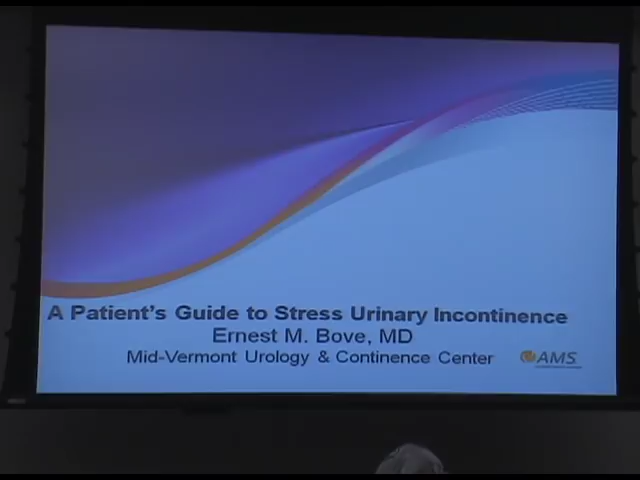 A Patient's Guide to Stress Urinary Incontinence
Ernest M. Bove, MD
Mid-Vermont Urology & Continence Center
AMS